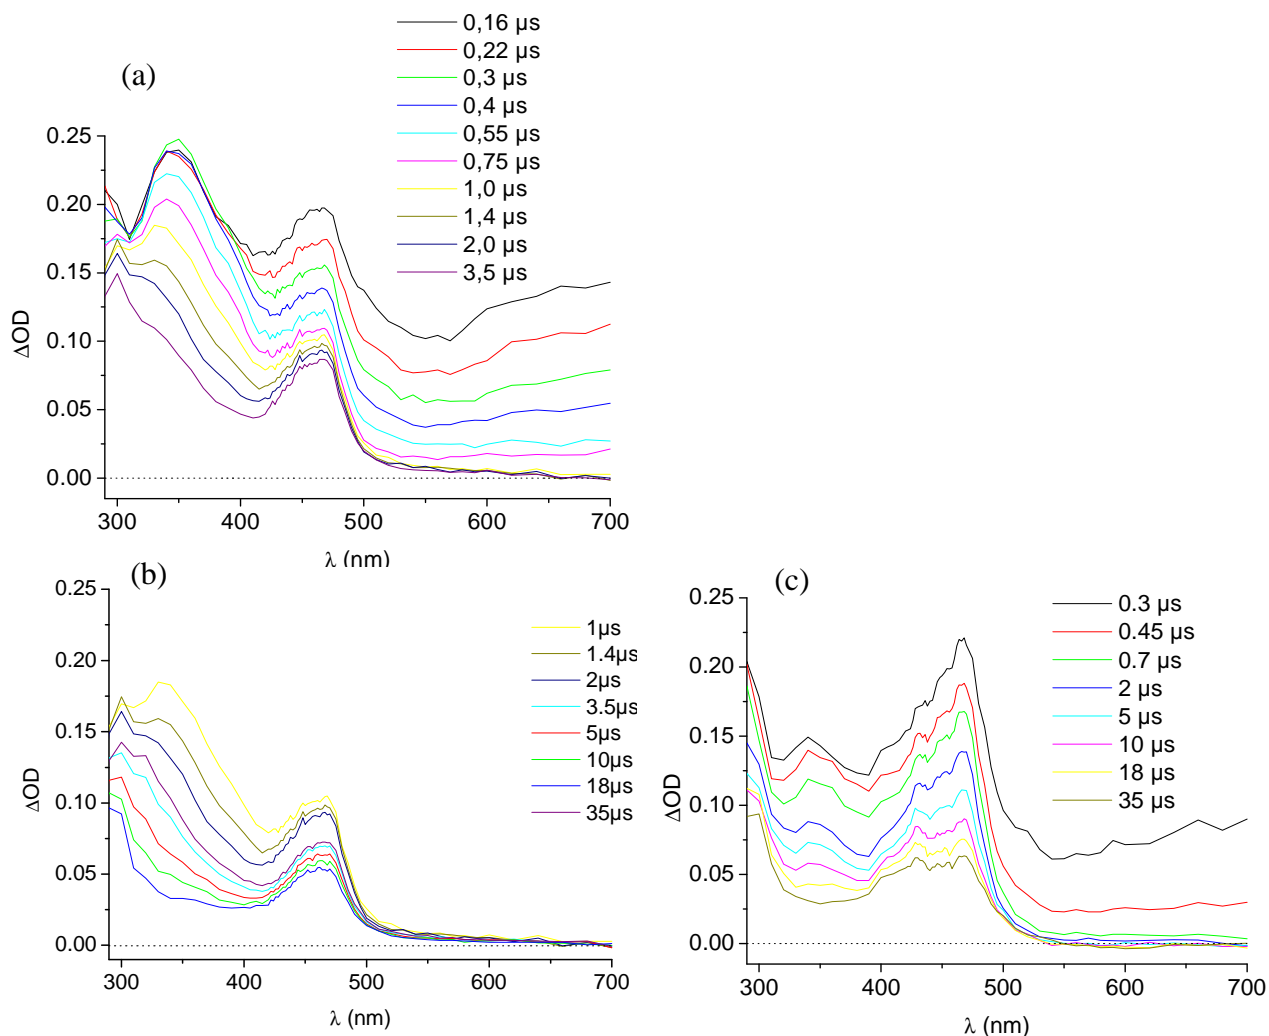 (a)
0,16 µs
0,22 µs
0,3 µs
0,4 µs
0,55 µs
0,75 µs
1,0 µs
1,4 µs
2,0 µs
3,5 µs
0.25
0.20
0.15
0.10
0.05
0.00
ΔOD
300 400 500 600 700
λ (nm)
(b)
1µs
1.4µs
2µs
3.5µs
5µs
10µs
18µs
35µs
0.25
0.20
0.15
0.10
0.05
0.00
ΔOD
300 400 500 600 700
λ (nm)
(c)
0.3 µs
0.45 µs
0.7 µs
2 µs
5 µs
10 µs
18 µs
35 µs
0.25
0.20
0.15
0.10
0.05
0.00
ΔOD
300 400 500 600 700
λ (nm)